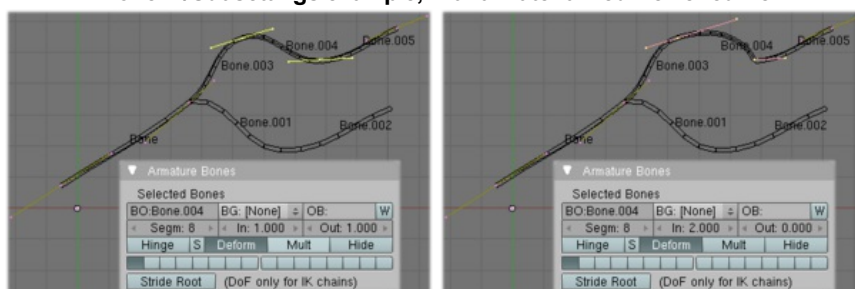 Bone.004
Bone.005
Bone.003
Bone.001
Bone.002
Bone
Armature Bones
Selected Bones
BO:Bone.004 BG: [None] OB: W
Segm: 8 In: 1.000 Out: 1.000
Hinge S Deform Mult Hide
Stride Root (DoF only for IK chains)
Bone.004
Bone.005
Bone.003
Bone.001
Bone.002
Bone
Armature Bones
Selected Bones
BO:Bone.004 BG: [None] OB: W
Segm: 8 In: 2.000 Out: 0.000
Hinge S Deform Mult Hide
Stride Root (DoF only for IK chains)